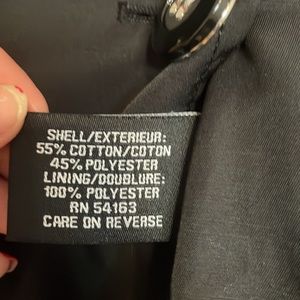 SHELL/EXTERIEUR:
55% COTTON/COTON
45% POLYESTER
LINING/DOUBLURE:
100% POLYESTER
RN 54163
CARE ON REVERSE